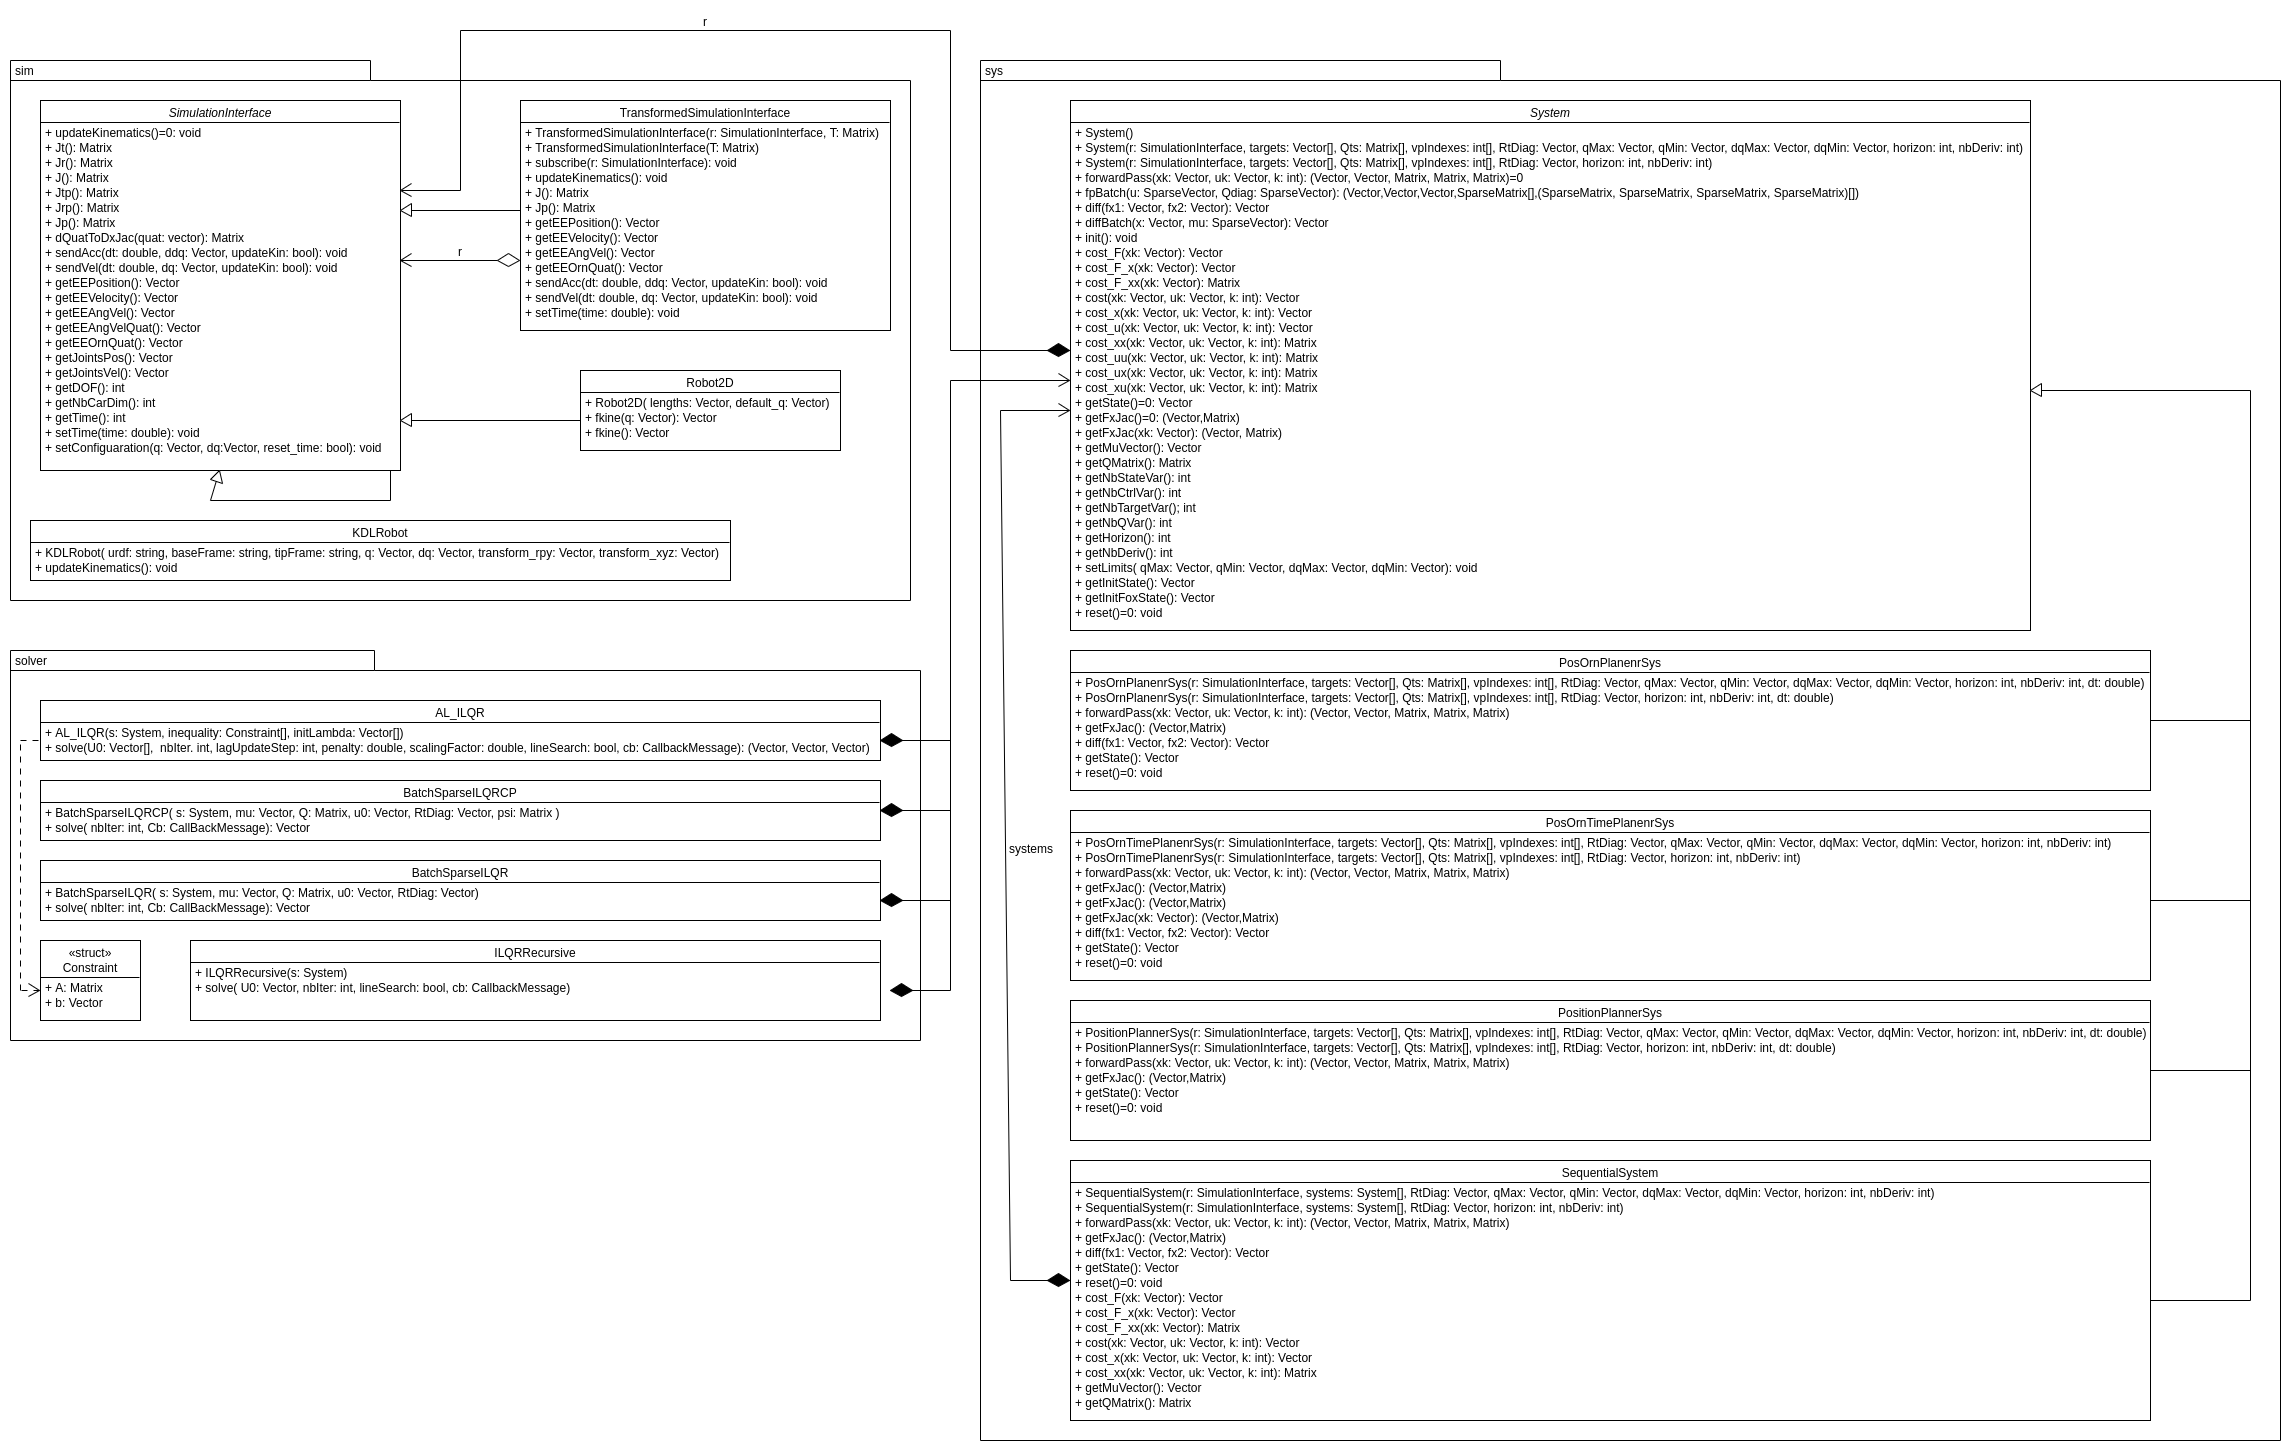 r
sim
SimulationInterface
+ updateKinematics()=0: void
+ Jt(): Matrix
+ Jr(): Matrix
+ J(): Matrix
+ Jtp(): Matrix
+ Jrp(): Matrix
+ Jp(): Matrix
+ dQuatToDxJac(quat: vector): Matrix
+ sendAcc(dt: double, ddq: Vector, updateKin: bool): void
+ sendVel(dt: double, dq: Vector, updateKin: bool): void
+ getEEPosition(): Vector
+ getEEVelocity(): Vector
+ getEEAngVel(): Vector
+ getEEAngVelQuat(): Vector
+ getEEOrnQuat(): Vector
+ getJointsPos(): Vector
+ getJointsVel(): Vector
+ getDOF(): int
+ getNbCarDim(): int
+ getTime(): int
+ setTime(time: double): void
+ setConfiguaration(q: Vector, dq:Vector, reset_time: bool): void
r
TransformedSimulationInterface
+ TransformedSimulationInterface(r: SimulationInterface, T: Matrix)
+ TransformedSimulationInterface(T: Matrix)
+ subscribe(r: SimulationInterface): void
+ updateKinematics(): void
+ J(): Matrix
+ Jp(): Matrix
+ getEEPosition(): Vector
+ getEEVelocity(): Vector
+ getEEAngVel(): Vector
+ getEEOrnQuat(): Vector
+ sendAcc(dt: double, ddq: Vector, updateKin: bool): void
+ sendVel(dt: double, dq: Vector, updateKin: bool): void
+ setTime(time: double): void
Robot2D
+ Robot2D( lengths: Vector, default_q: Vector)
+ fkine(q: Vector): Vector
+ fkine(): Vector
KDLRobot
+ KDLRobot( urdf: string, baseFrame: string, tipFrame: string, q: Vector, dq: Vector, transform_rpy: Vector, transform_xyz: Vector)
+ updateKinematics(): void
solver
AL_ILQR
+ AL_ILQR(s: System, inequality: Constraint[], initLambda: Vector[])
+ solve(U0: Vector[],  nbIter. int, lagUpdateStep: int, penalty: double, scalingFactor: double, lineSearch: bool, cb: CallbackMessage): (Vector, Vector, Vector)
BatchSparseILQRCP
+ BatchSparseILQRCP( s: System, mu: Vector, Q: Matrix, u0: Vector, RtDiag: Vector, psi: Matrix )
+ solve( nbIter: int, Cb: CallBackMessage): Vector
BatchSparseILQR
+ BatchSparseILQR( s: System, mu: Vector, Q: Matrix, u0: Vector, RtDiag: Vector)
+ solve( nbIter: int, Cb: CallBackMessage): Vector
«struct»
Constraint
+ A: Matrix
+ b: Vector
ILQRRecursive
+ ILQRRecursive(s: System)
+ solve( U0: Vector, nbIter: int, lineSearch: bool, cb: CallbackMessage)
sys
System
+ System()
+ System(r: SimulationInterface, targets: Vector[], Qts: Matrix[], vpIndexes: int[], RtDiag: Vector, qMax: Vector, qMin: Vector, dqMax: Vector, dqMin: Vector, horizon: int, nbDeriv: int)
+ System(r: SimulationInterface, targets: Vector[], Qts: Matrix[], vpIndexes: int[], RtDiag: Vector, horizon: int, nbDeriv: int)
+ forwardPass(xk: Vector, uk: Vector, k: int): (Vector, Vector, Matrix, Matrix, Matrix)=0
+ fpBatch(u: SparseVector, Qdiag: SparseVector): (Vector,Vector,Vector,SparseMatrix[],(SparseMatrix, SparseMatrix, SparseMatrix, SparseMatrix)[])
+ diff(fx1: Vector, fx2: Vector): Vector
+ diffBatch(x: Vector, mu: SparseVector): Vector
+ init(): void
+ cost_F(xk: Vector): Vector
+ cost_F_x(xk: Vector): Vector
+ cost_F_xx(xk: Vector): Matrix
+ cost(xk: Vector, uk: Vector, k: int): Vector
+ cost_x(xk: Vector, uk: Vector, k: int): Vector
+ cost_u(xk: Vector, uk: Vector, k: int): Vector
+ cost_xx(xk: Vector, uk: Vector, k: int): Matrix
+ cost_uu(xk: Vector, uk: Vector, k: int): Matrix
+ cost_ux(xk: Vector, uk: Vector, k: int): Matrix
+ cost_xu(xk: Vector, uk: Vector, k: int): Matrix
+ getState()=0: Vector
+ getFxJac()=0: (Vector,Matrix)
+ getFxJac(xk: Vector): (Vector, Matrix)
+ getMuVector(): Vector
+ getQMatrix(): Matrix
+ getNbStateVar(): int
+ getNbCtrlVar(): int
+ getNbTargetVar(); int
+ getNbQVar(): int
+ getHorizon(): int
+ getNbDeriv(): int
+ setLimits( qMax: Vector, qMin: Vector, dqMax: Vector, dqMin: Vector): void
+ getInitState(): Vector
+ getInitFoxState(): Vector
+ reset()=0: void
systems
PosOrnPlanenrSys
+ PosOrnPlanenrSys(r: SimulationInterface, targets: Vector[], Qts: Matrix[], vpIndexes: int[], RtDiag: Vector, qMax: Vector, qMin: Vector, dqMax: Vector, dqMin: Vector, horizon: int, nbDeriv: int, dt: double)
+ PosOrnPlanenrSys(r: SimulationInterface, targets: Vector[], Qts: Matrix[], vpIndexes: int[], RtDiag: Vector, horizon: int, nbDeriv: int, dt: double)
+ forwardPass(xk: Vector, uk: Vector, k: int): (Vector, Vector, Matrix, Matrix, Matrix)
+ getFxJac(): (Vector,Matrix)
+ diff(fx1: Vector, fx2: Vector): Vector
+ getState(): Vector
+ reset()=0: void
PosOrnTimePlanenrSys
+ PosOrnTimePlanenrSys(r: SimulationInterface, targets: Vector[], Qts: Matrix[], vpIndexes: int[], RtDiag: Vector, qMax: Vector, qMin: Vector, dqMax: Vector, dqMin: Vector, horizon: int, nbDeriv: int)
+ PosOrnTimePlanenrSys(r: SimulationInterface, targets: Vector[], Qts: Matrix[], vpIndexes: int[], RtDiag: Vector, horizon: int, nbDeriv: int)
+ forwardPass(xk: Vector, uk: Vector, k: int): (Vector, Vector, Matrix, Matrix, Matrix)
+ getFxJac(): (Vector,Matrix)
+ getFxJac(): (Vector,Matrix)
+ getFxJac(xk: Vector): (Vector,Matrix)
+ diff(fx1: Vector, fx2: Vector): Vector
+ getState(): Vector
+ reset()=0: void
PositionPlannerSys
+ PositionPlannerSys(r: SimulationInterface, targets: Vector[], Qts: Matrix[], vpIndexes: int[], RtDiag: Vector, qMax: Vector, qMin: Vector, dqMax: Vector, dqMin: Vector, horizon: int, nbDeriv: int, dt: double)
+ PositionPlannerSys(r: SimulationInterface, targets: Vector[], Qts: Matrix[], vpIndexes: int[], RtDiag: Vector, horizon: int, nbDeriv: int, dt: double)
+ forwardPass(xk: Vector, uk: Vector, k: int): (Vector, Vector, Matrix, Matrix, Matrix)
+ getFxJac(): (Vector,Matrix)
+ getState(): Vector
+ reset()=0: void
SequentialSystem
+ SequentialSystem(r: SimulationInterface, systems: System[], RtDiag: Vector, qMax: Vector, qMin: Vector, dqMax: Vector, dqMin: Vector, horizon: int, nbDeriv: int)
+ SequentialSystem(r: SimulationInterface, systems: System[], RtDiag: Vector, horizon: int, nbDeriv: int)
+ forwardPass(xk: Vector, uk: Vector, k: int): (Vector, Vector, Matrix, Matrix, Matrix)
+ getFxJac(): (Vector,Matrix)
+ diff(fx1: Vector, fx2: Vector): Vector
+ getState(): Vector
+ reset()=0: void
+ cost_F(xk: Vector): Vector
+ cost_F_x(xk: Vector): Vector
+ cost_F_xx(xk: Vector): Matrix
+ cost(xk: Vector, uk: Vector, k: int): Vector
+ cost_x(xk: Vector, uk: Vector, k: int): Vector
+ cost_xx(xk: Vector, uk: Vector, k: int): Matrix
+ getMuVector(): Vector
+ getQMatrix(): Matrix